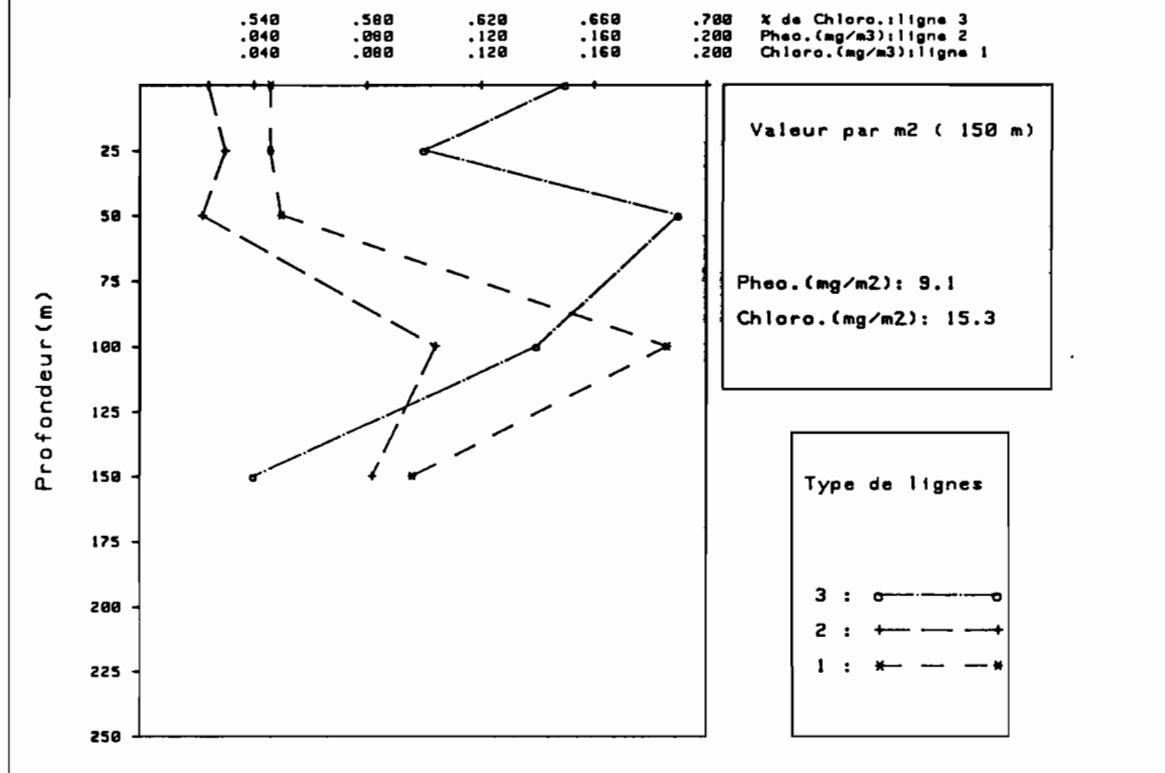 .540 .580 .620 .660 .700 % de Chloro.:ligne 3
.040 .080 .120 .160 .200 Pheo.(mg/m3):ligne 2
.040 .080 .120 .160 .200 Chloro.(mg/m3):ligne 1
Valeur par m2 ( 150 m)
Pheo.(mg/m2): 9.1
Chloro.(mg/m2): 15.3
Profondeur(m)
25
50
75
100
125
150
175
200
225
250
Type de lignes
3 :
2 :
1 :